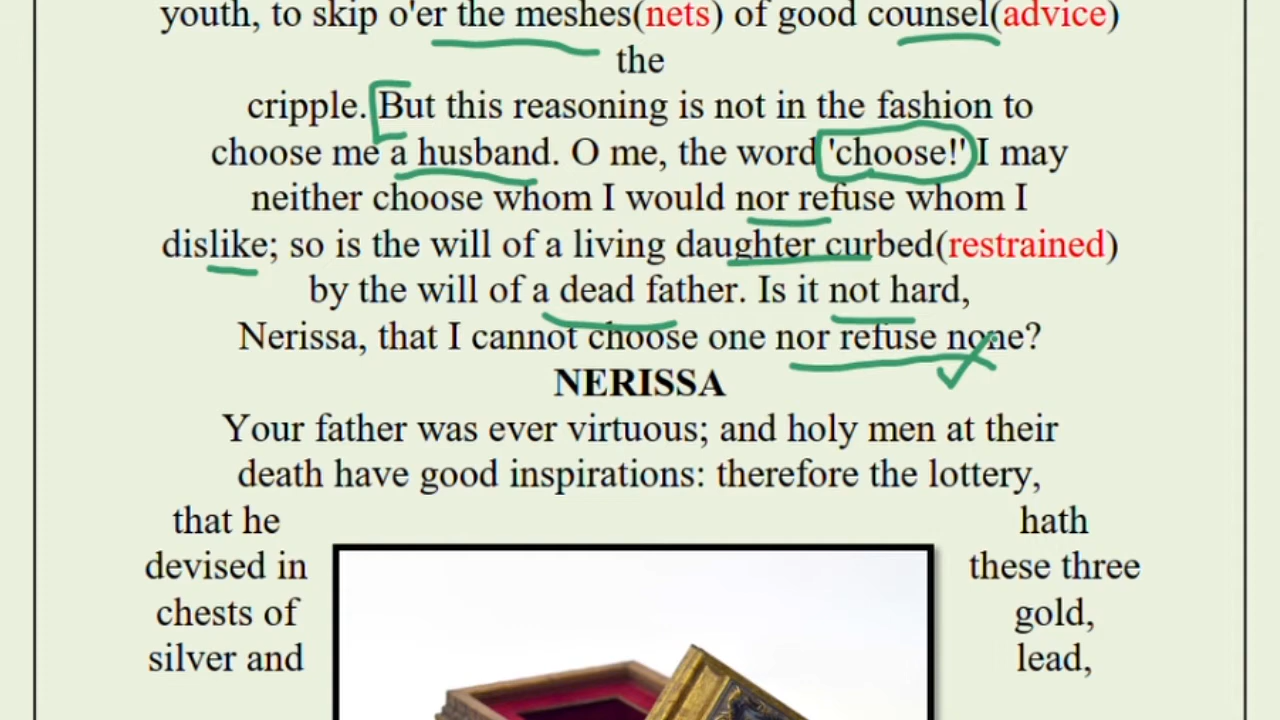 youth, to skip o'er the meshes(nets) of good counsel(advice)
the
cripple. But this reasoning is not in the fashion to
choose me a husband. O me, the word 'choose!' I may
neither choose whom I would nor refuse whom I
dislike; so is the will of a living daughter curbed(restrained)
by the will of a dead father. Is it not hard,
Nerissa, that I cannot choose one nor refuse none?
NERISSA
Your father was ever virtuous; and holy men at their
death have good inspirations: therefore the lottery,
that he hath
devised in these three
chests of gold,
silver and lead,